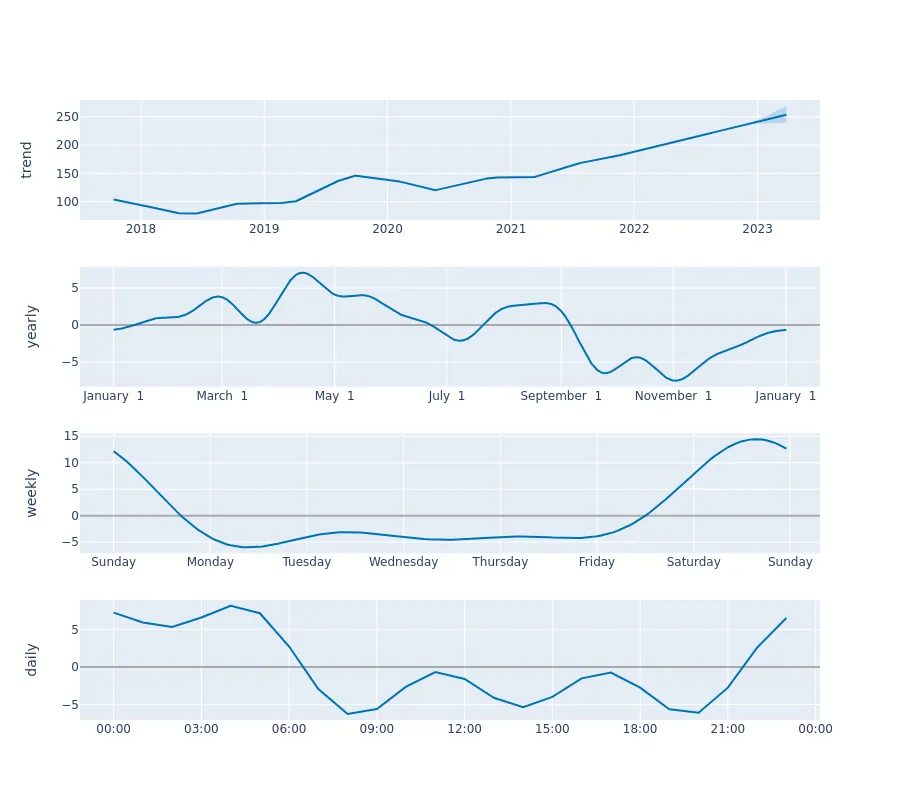 trend
250
200
150
100
2018 2019 2020 2021 2022 2023
yearly
5
0
−5
January 1 March 1 May 1 July 1 September 1 November 1 January 1
weekly
15
10
5
0
−5
Sunday Monday Tuesday Wednesday Thursday Friday Saturday Sunday
daily
5
0
−5
00:00 03:00 06:00 09:00 12:00 15:00 18:00 21:00 00:00